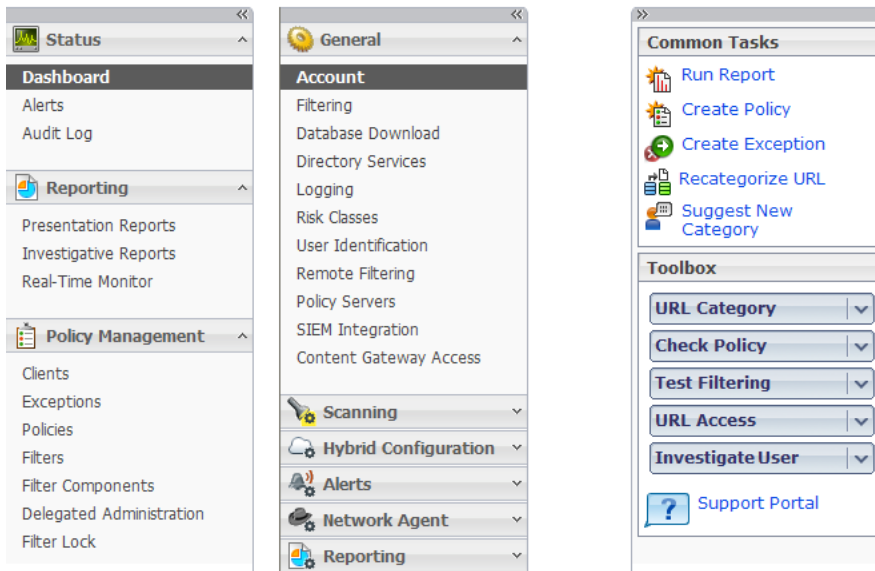 Status
Dashboard
Alerts
Audit Log
Reporting
Presentation Reports
Investigative Reports
Real-Time Monitor
Policy Management
Clients
Exceptions
Policies
Filters
Filter Components
Delegated Administration
Filter Lock
General
Account
Filtering
Database Download
Directory Services
Logging
Risk Classes
User Identification
Remote Filtering
Policy Servers
SIEM Integration
Content Gateway Access
Scanning
Hybrid Configuration
Alerts
Network Agent
Reporting
Common Tasks
Run Report
Create Policy
Create Exception
Recategorize URL
Suggest New
Category
Toolbox
URL Category
Check Policy
Test Filtering
URL Access
Investigate User
? Support Portal